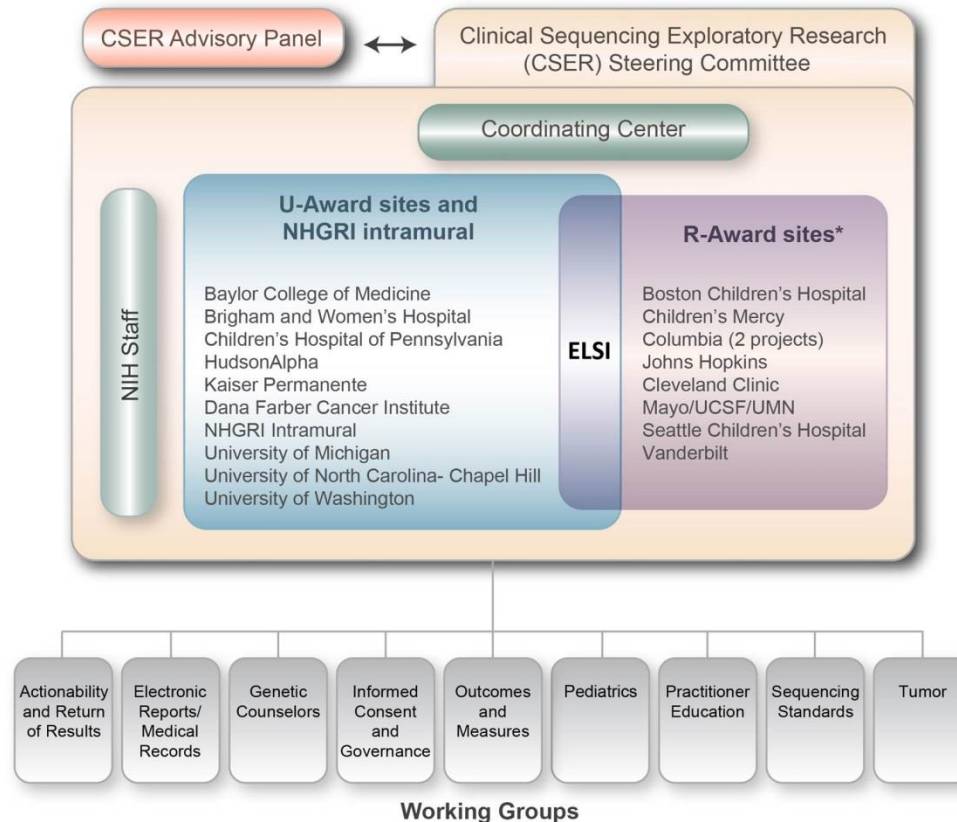 CSER Advisory Panel
Clinical Sequencing Exploratory Research
(CSER) Steering Committee
Coordinating Center
NIH Staff
U-Award sites and
NHGRI intramural
Baylor College of Medicine
Brigham and Women's Hospital
Children's Hospital of Pennsylvania
HudsonAlpha
Kaiser Permanente
Dana Farber Cancer Institute
NHGRI Intramural
University of Michigan
University of North Carolina- Chapel Hill
University of Washington
ELSI
R-Award sites*
Boston Children's Hospital
Children's Mercy
Columbia (2 projects)
Johns Hopkins
Cleveland Clinic
Mayo/UCSF/UMN
Seattle Children's Hospital
Vanderbilt
Actionability
and Return
of Results
Electronic
Reports/
Medical
Records
Genetic
Counselors
Informed
Consent
and
Governance
Outcomes
and
Measures
Pediatrics
Practitioner
Education
Sequencing
Standards
Tumor
Working Groups